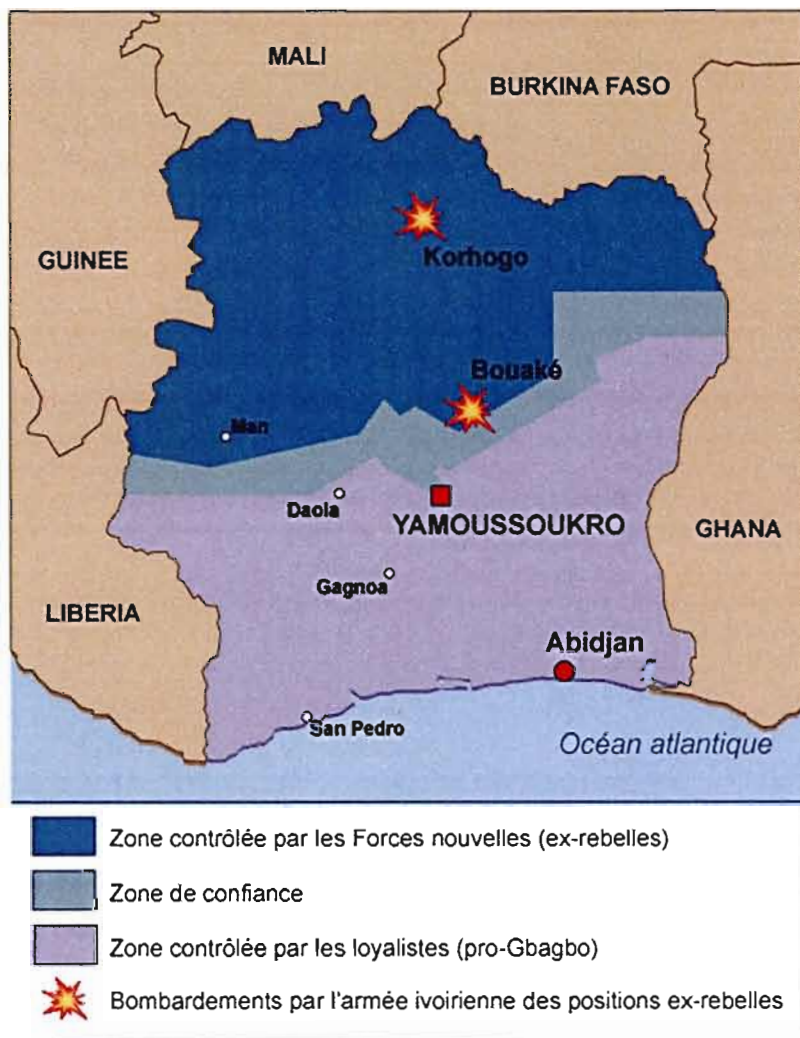 MALI
BURKINA FASO
GUINEE
Korhogo
Bouaké
Man
Daola
YAMOUSSOUKRO
GHANA
Gagnoa
LIBERIA
Abidjan
San Pedro
Océan atlantique
Zone contrôlée par les Forces nouvelles (ex-rebelles)
Zone de confiance
Zone contrôlée par les loyalistes (pro-Gbagbo)
Bombardements par l'armée ivoirienne des positions ex-rebelles